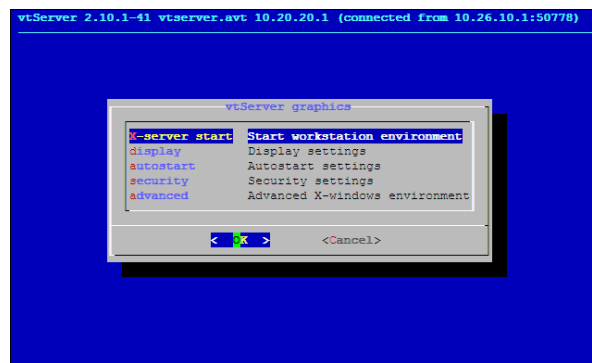 vtServer 2.10.1-41 vtserver.avt 10.20.20.1 (connected from 10.26.10.1:50778)
vtServer graphics
X-server start Start workstation environment
display Display settings
autostart Autostart settings
security Security settings
advanced Advanced X-windows environment
< OK > <Cancel>